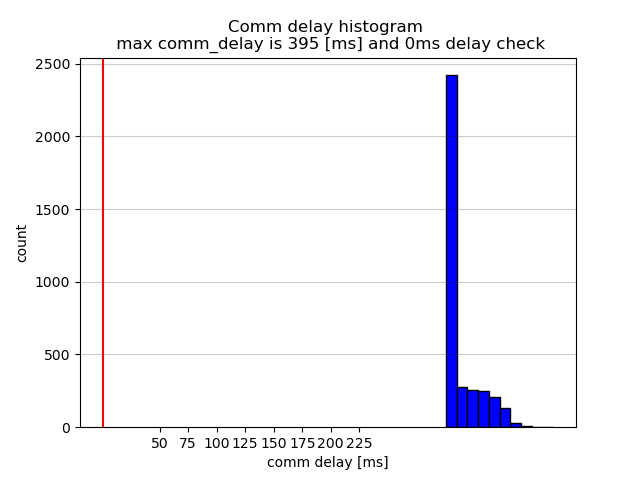 Comm delay histogram
max comm_delay is 395 [ms] and 0ms delay check
2500
2000
1500
1000
500
0
count
50 75 100 125 150 175 200 225
comm delay [ms]